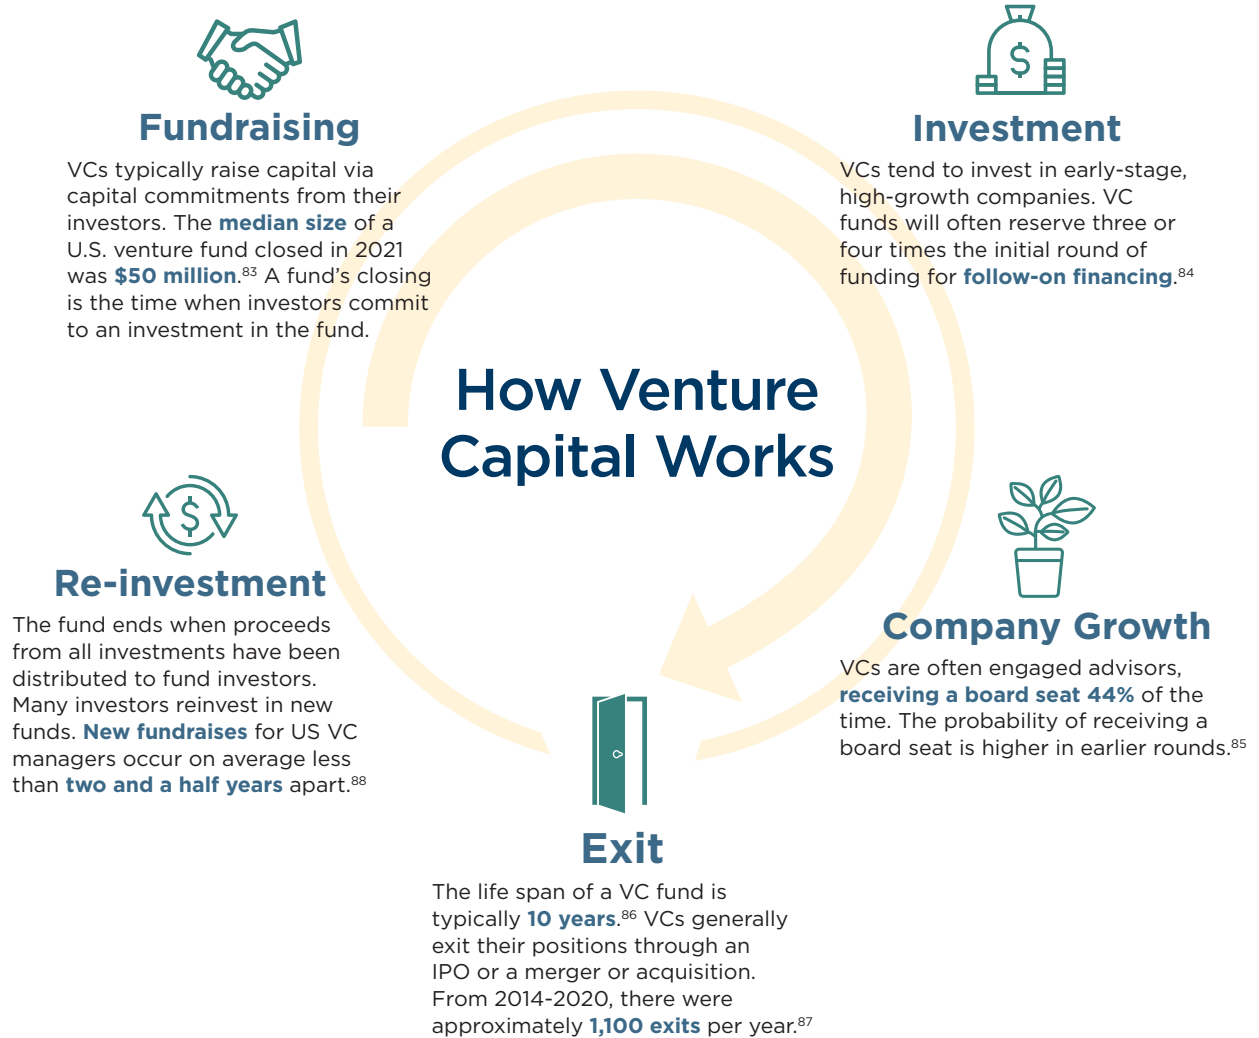 Fundraising
VCs typically raise capital via
capital commitments from their
investors. The median size of a
U.S. venture fund closed in 2021
was $50 million.83 A fund's closing
is the time when investors commit
to an investment in the fund.
Investment
VCs tend to invest in early-stage,
high-growth companies. VC
funds will often reserve three or
four times the initial round of
funding for follow-on financing.84
How Venture
Capital Works
Company Growth
VCs are often engaged advisors,
receiving a board seat 44% of the
time. The probability of receiving a
board seat is higher in earlier rounds.85
Exit
The life span of a VC fund is
typically 10 years.86 VCs generally
exit their positions through an
IPO or a merger or acquisition.
From 2014-2020, there were
approximately 1,100 exits per year.87
Re-investment
The fund ends when proceeds
from all investments have been
distributed to fund investors.
Many investors reinvest in new
funds. New fundraises for US VC
managers occur on average less
than two and a half years apart.88